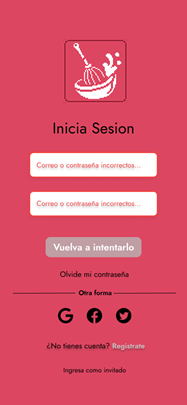 Inicia Sesion
Correo o contraseña incorrectos...
Correo o contraseña incorrectos...
Vuelva a intentarlo
Olvide mi contraseña
Otra forma
¿No tienes cuenta? Registrate
Ingresa como invitado